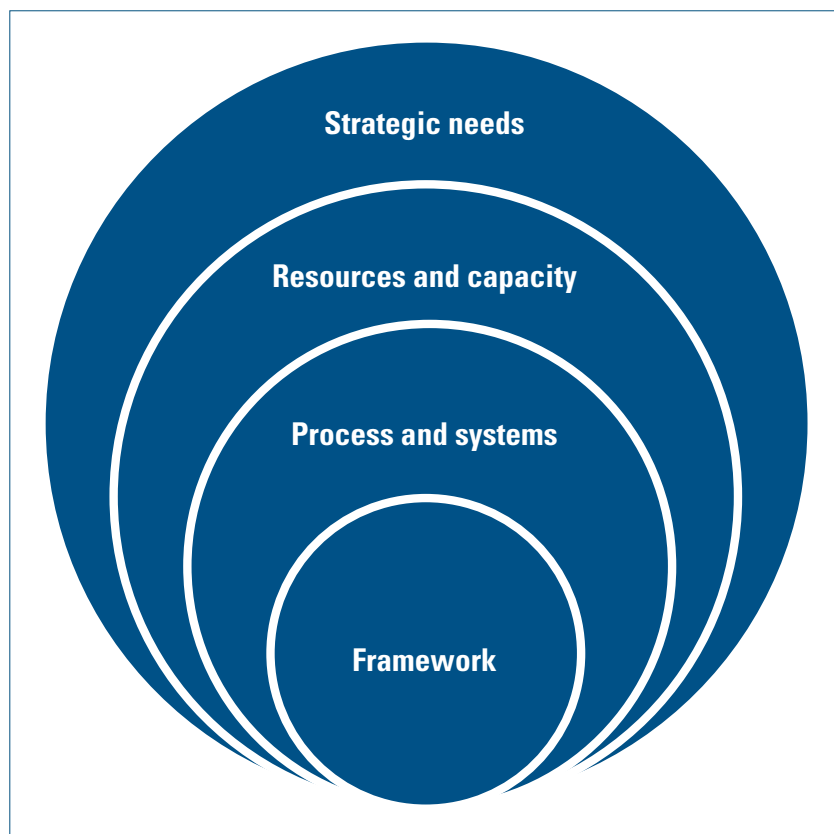 Strategic needs
Resources and capacity
Process and systems
Framework